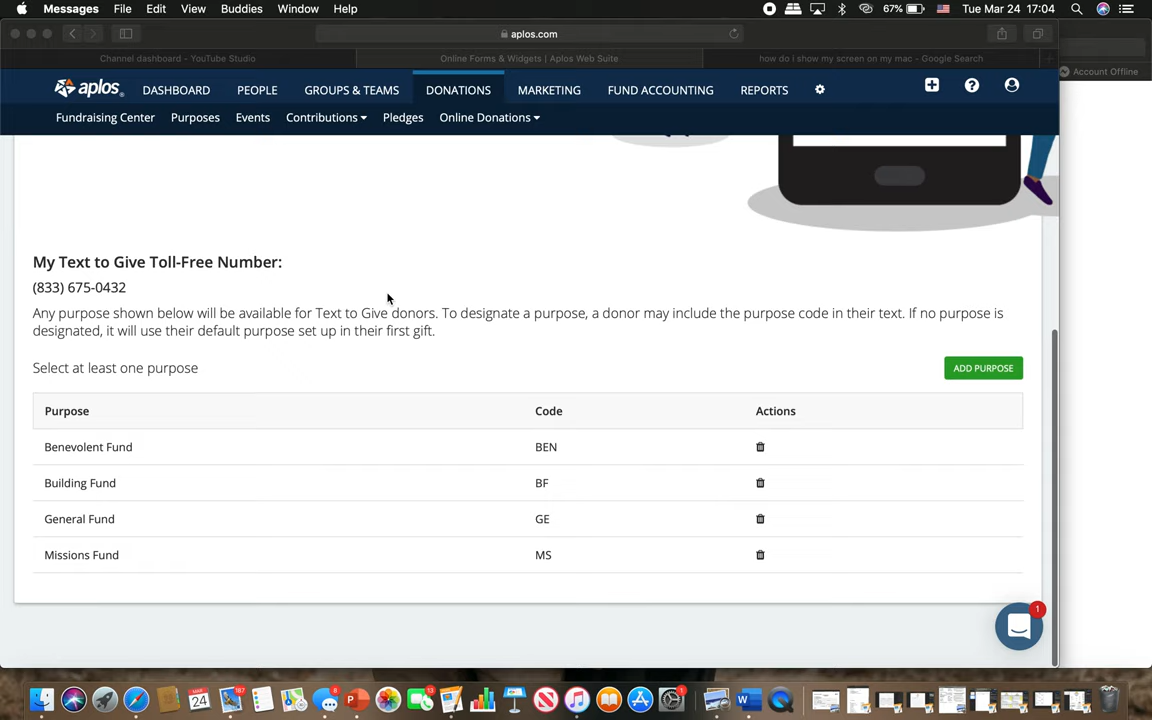 Messages File Edit View Buddies Window Help 67% Tue Mar 24 17:04
aplos.com
Channel dashboard - YouTube Studio Online Forms & Widgets | Aplos Web Suite how do i show my screen on my mac - Google Search
Account Offline
aplos DASHBOARD PEOPLE GROUPS & TEAMS DONATIONS MARKETING FUND ACCOUNTING REPORTS
Fundraising Center Purposes Events Contributions Pledges Online Donations
My Text to Give Toll-Free Number:
(833) 675-0432
Any purpose shown below will be available for Text to Give donors. To designate a purpose, a donor may include the purpose code in their text. If no purpose is
designated, it will use their default purpose set up in their first gift.
Select at least one purpose ADD PURPOSE
Purpose Code Actions
Benevolent Fund BEN
Building Fund BF
General Fund GE
Missions Fund MS
1
24 187 8 13 1